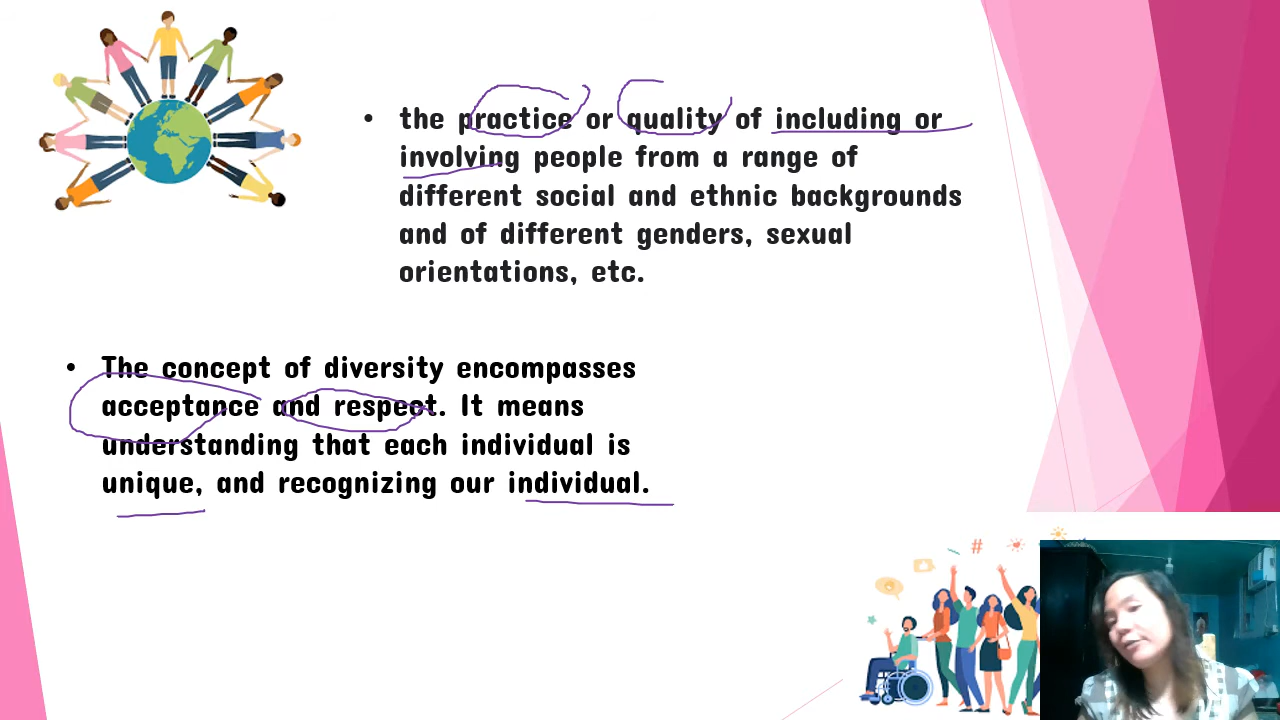 • the practice or quality of including or
involving people from a range of
different social and ethnic backgrounds
and of different genders, sexual
orientations, etc.
• The concept of diversity encompasses
acceptance and respect. It means
understanding that each individual is
unique, and recognizing our individual.
#